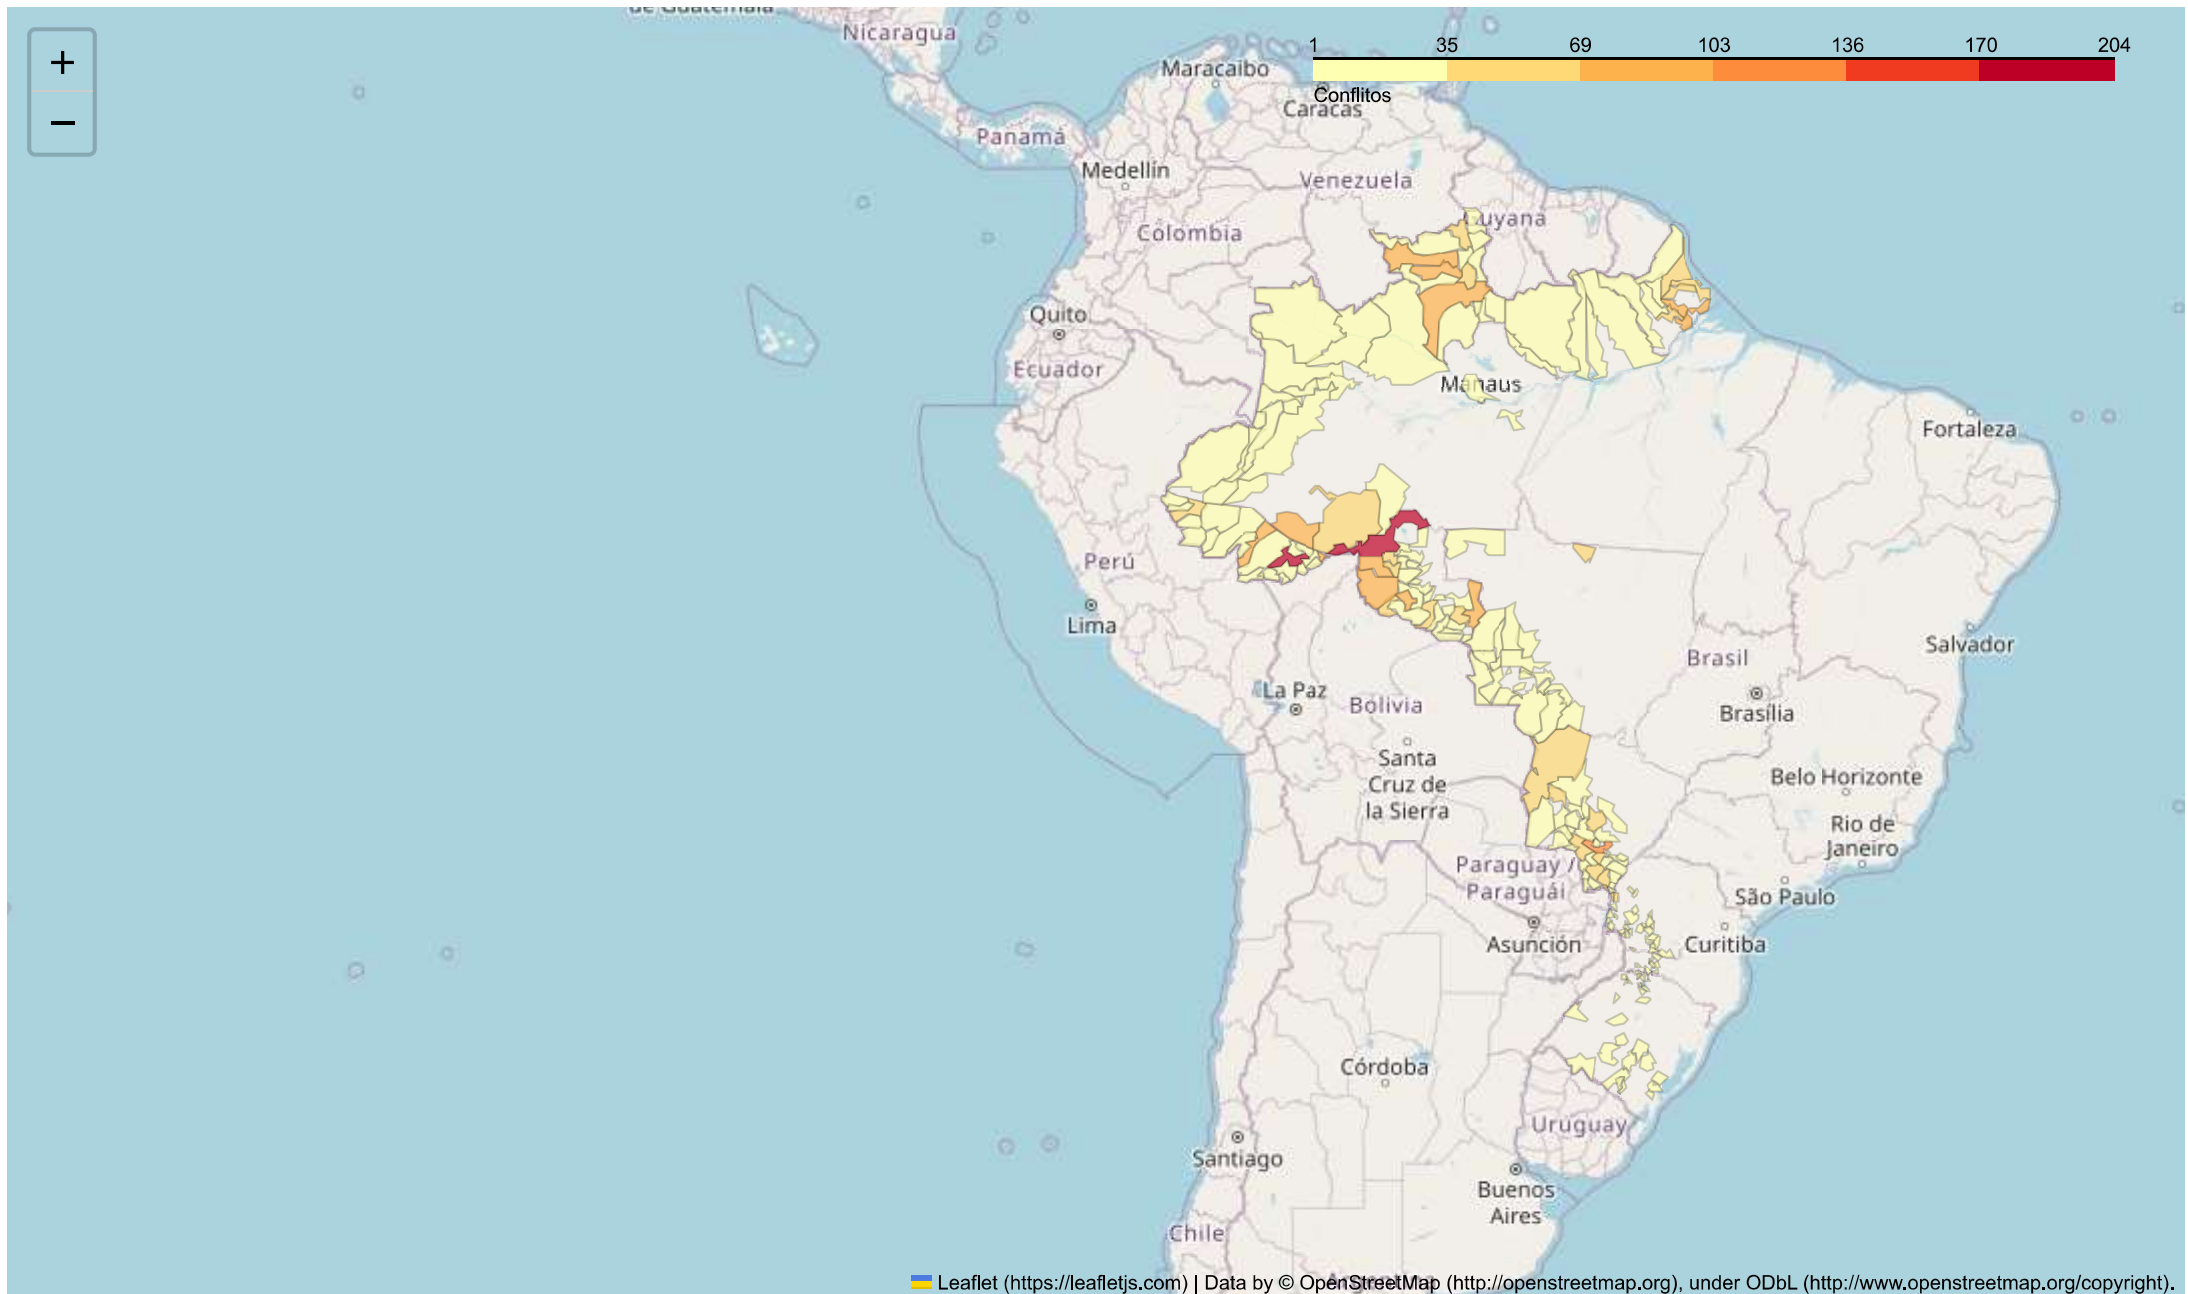 de Guatemala
Nicaragua
+
−
1 35 69 103 136 170 204
Conflitos
Maracaibo
Caracas
Panamá
Medellín
Venezuela
Guyana
Colombia
Quito
Ecuador
Manaus
Fortaleza
Perú
Lima
Salvador
Brasil
La Paz
Bolivia
Brasília
Santa
Cruz de
la Sierra
Belo Horizonte
Rio de
Janeiro
Paraguay /
Paraguái
São Paulo
Asunción
Curitiba
Córdoba
Uruguay
Santiago
Buenos
Aires
Chile
Argentina
Leaflet (https://leafletjs.com) | Data by © OpenStreetMap (http://openstreetmap.org), under ODbL (http://www.openstreetmap.org/copyright).